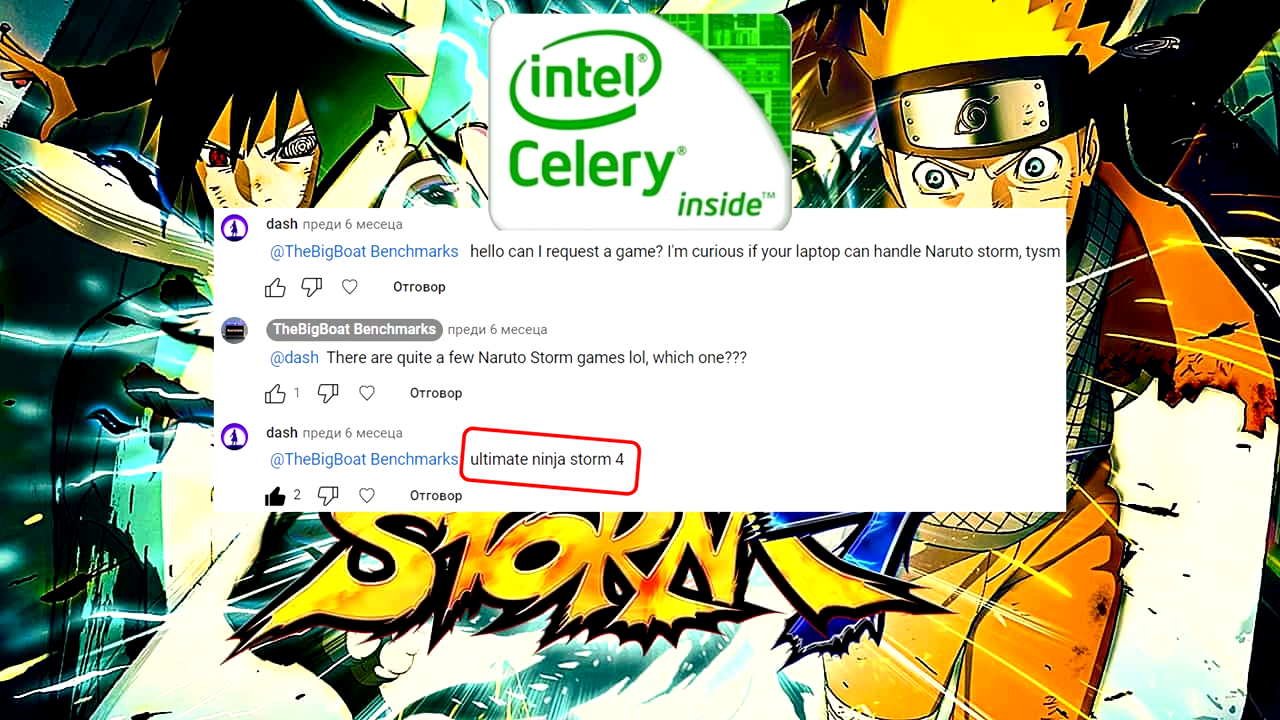 intel®
Celery®
inside™
dash преди 6 месеца
@TheBigBoat Benchmarks hello can I request a game? I'm curious if your laptop can handle Naruto storm, tysm
Отговор
TheBigBoat Benchmarks преди 6 месеца
@dash There are quite a few Naruto Storm games lol, which one???
1 Отговор
dash преди 6 месеца
@TheBigBoat Benchmarks ultimate ninja storm 4
2 Отговор
STORM